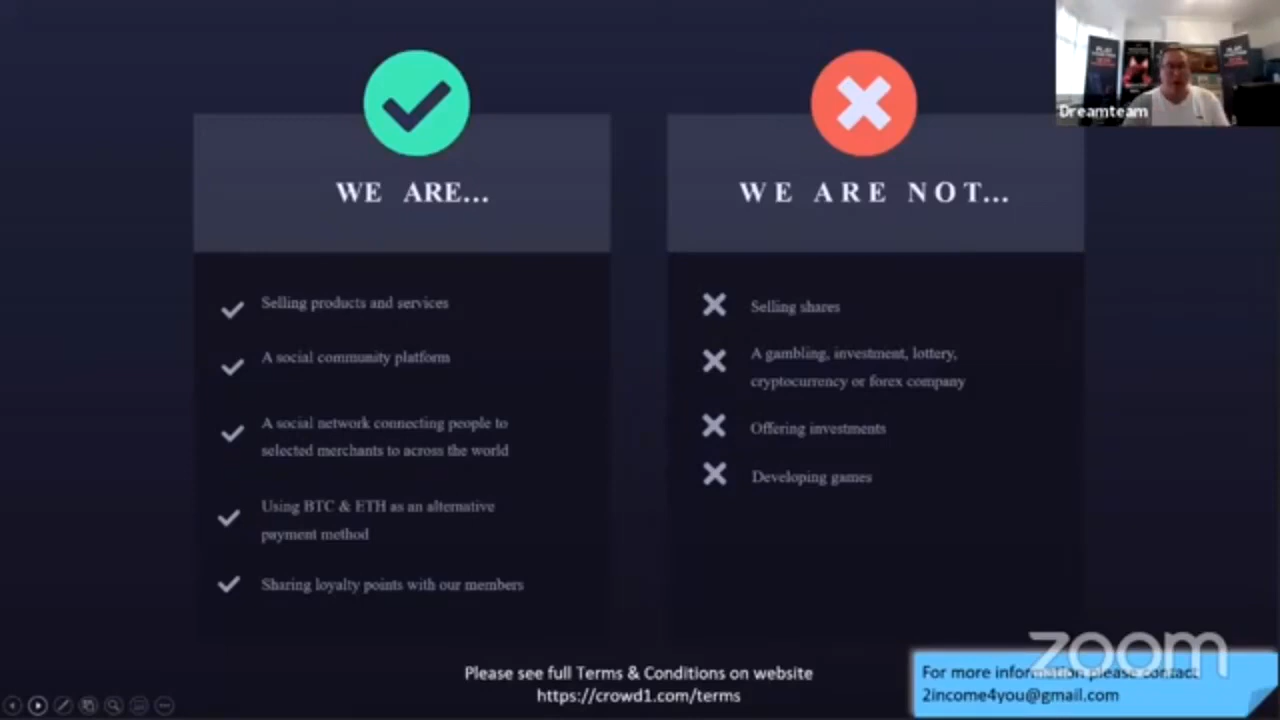 WE ARE...
Selling products and services
A social community platform
A social network connecting people to
selected merchants to across the world
Using BTC & ETH as an alternative
payment method
Sharing loyalty points with our members
WE ARE NOT...
Selling shares
A gambling, investment, lottery,
cryptocurrency or forex company
Offering investments
Developing games
Dreamteam
Please see full Terms & Conditions on website
https://crowd1.com/terms
zoom
For more information please contact
2income4you@gmail.com